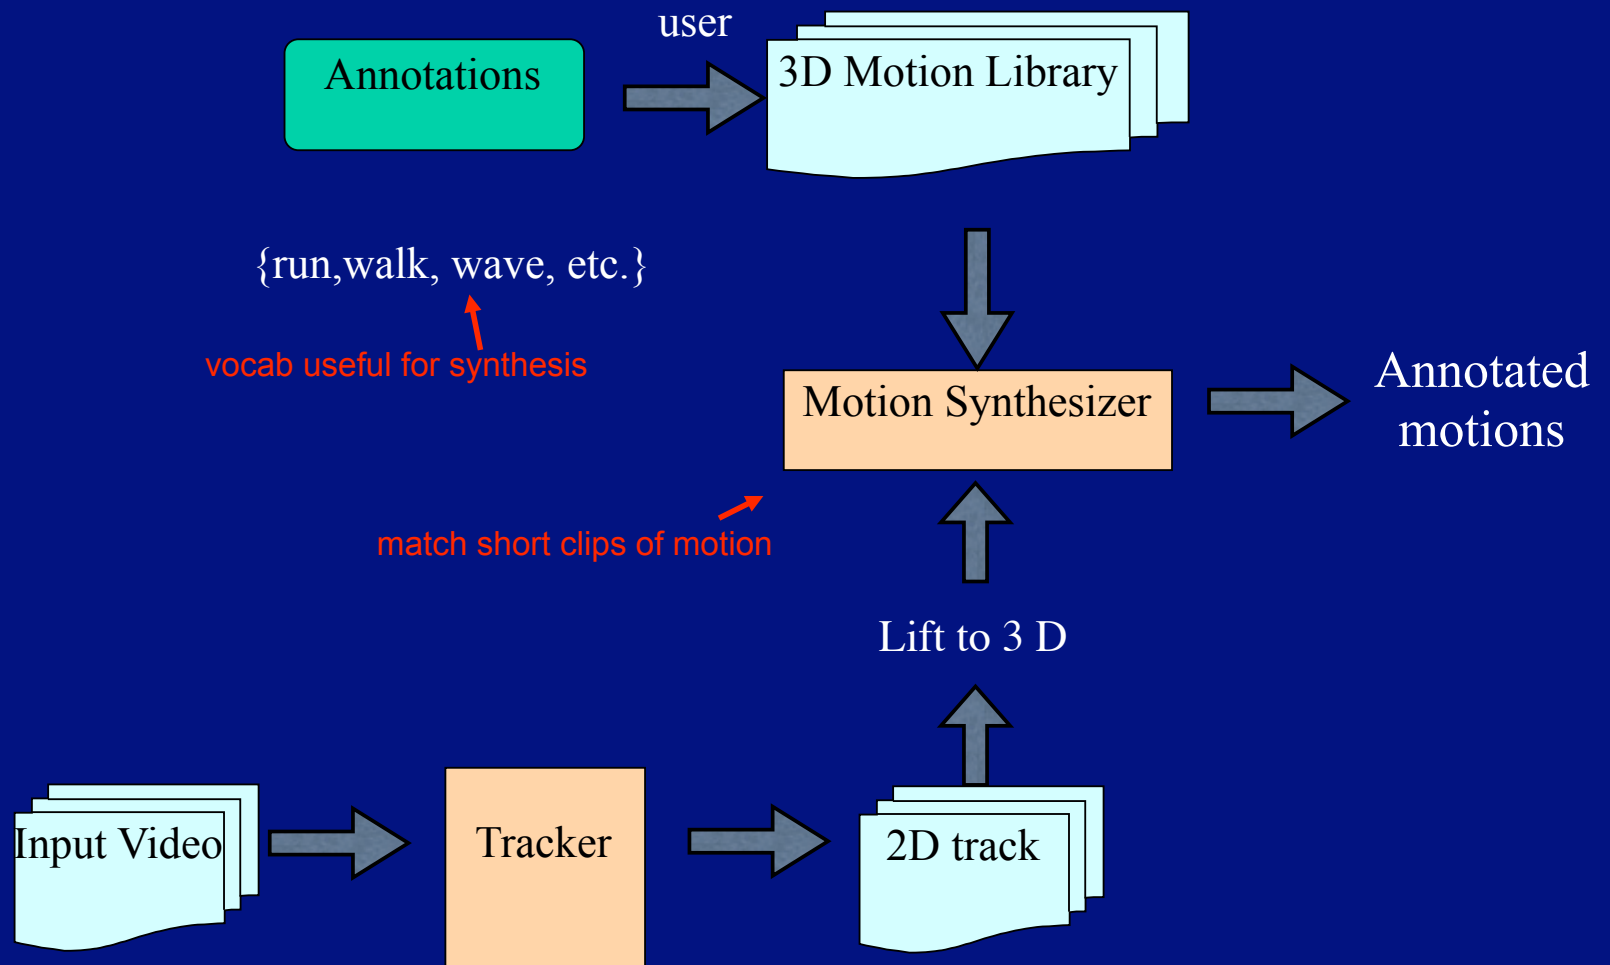 user
Annotations
3D Motion Library
{run,walk, wave, etc.}
vocab useful for synthesis
Motion Synthesizer
Annotated
motions
match short clips of motion
Lift to 3 D
Input Video
Tracker
2D track